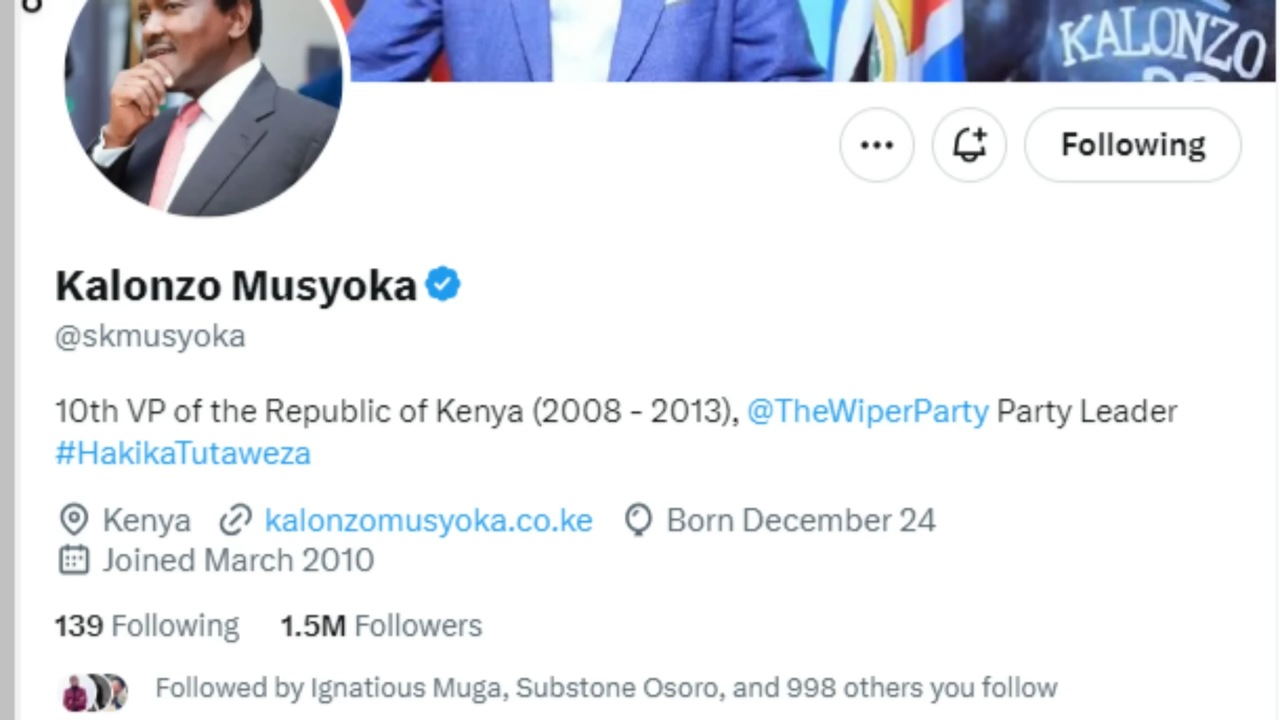 KALONZO
Following
Kalonzo Musyoka
@skmusyoka
10th VP of the Republic of Kenya (2008 - 2013), @TheWiperParty Party Leader
#HakikaTutaweza
Kenya kalonzomusyoka.co.ke Born December 24
Joined March 2010
139 Following 1.5M Followers
Followed by Ignatious Muga, Substone Osoro, and 998 others you follow